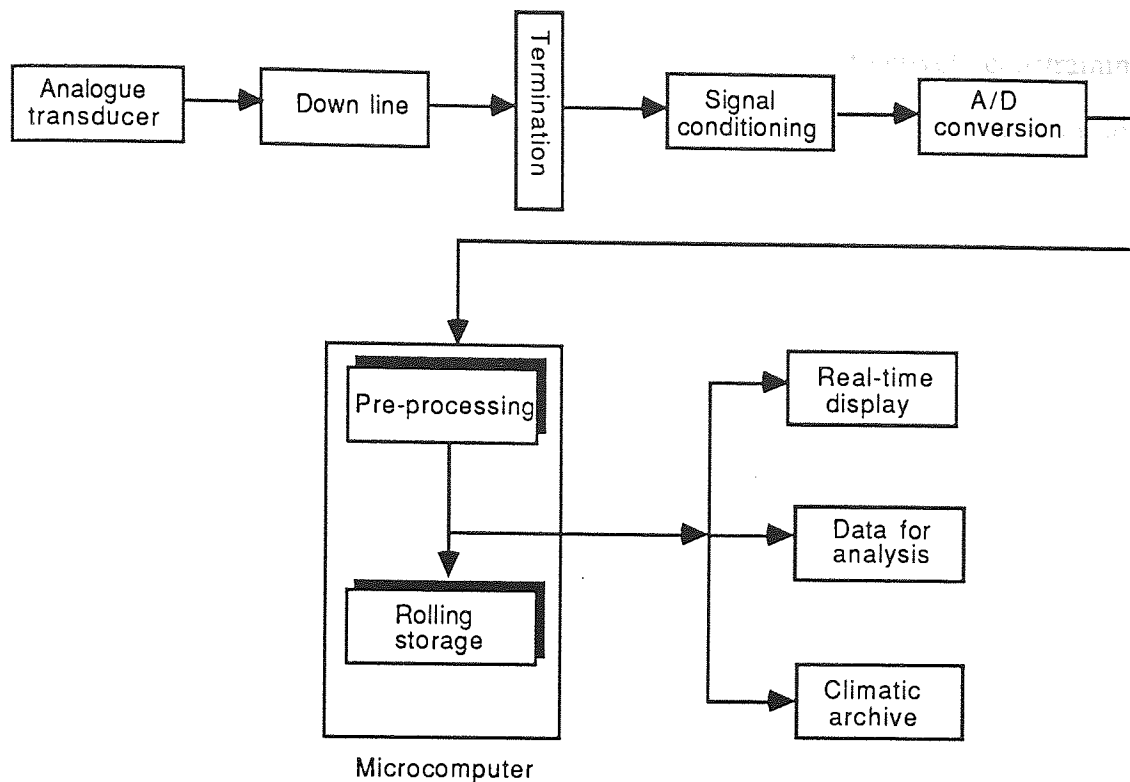 Analogue
transducer
Down line
Termination
Signal
conditioning
A/D
conversion
Pre-processing
Rolling
storage
Microcomputer
Real-time
display
Data for
analysis
Climatic
archive